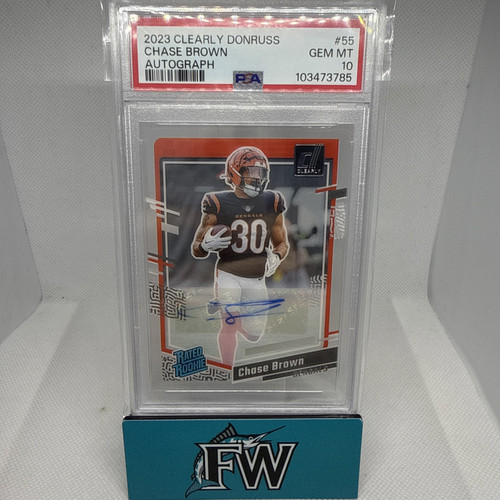 2023 CLEARLY DONRUSS #55
CHASE BROWN GEM MT
AUTOGRAPH 10
PSA 103473785
CLEARLY
BENGALS
30
RATED
ROOKIE
Chase Brown
BENGALS
FW